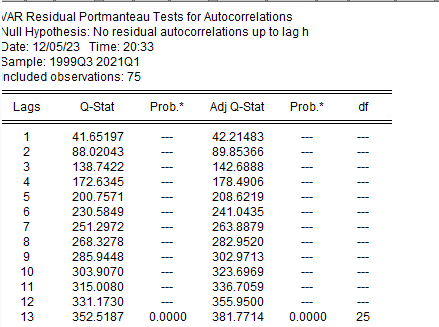 VAR Residual Portmanteau Tests for Autocorrelations
Null Hypothesis: No residual autocorrelations up to lag h
Date: 12/05/23 Time: 20:33
Sample: 1999Q3 2021Q1
Included observations: 75
Lags Q-Stat Prob.* Adj Q-Stat Prob.* df
1 41.65197 --- 42.21483 --- ---
2 88.02043 --- 89.85366 --- ---
3 138.7422 --- 142.6888 --- ---
4 172.6345 --- 178.4906 --- ---
5 200.7571 --- 208.6219 --- ---
6 230.5849 --- 241.0435 --- ---
7 251.2972 --- 263.8879 --- ---
8 268.3278 --- 282.9520 --- ---
9 285.9448 --- 302.9713 --- ---
10 303.9070 --- 323.6969 --- ---
11 315.0080 --- 336.7059 --- ---
12 331.1730 --- 355.9500 --- ---
13 352.5187 0.0000 381.7714 0.0000 25